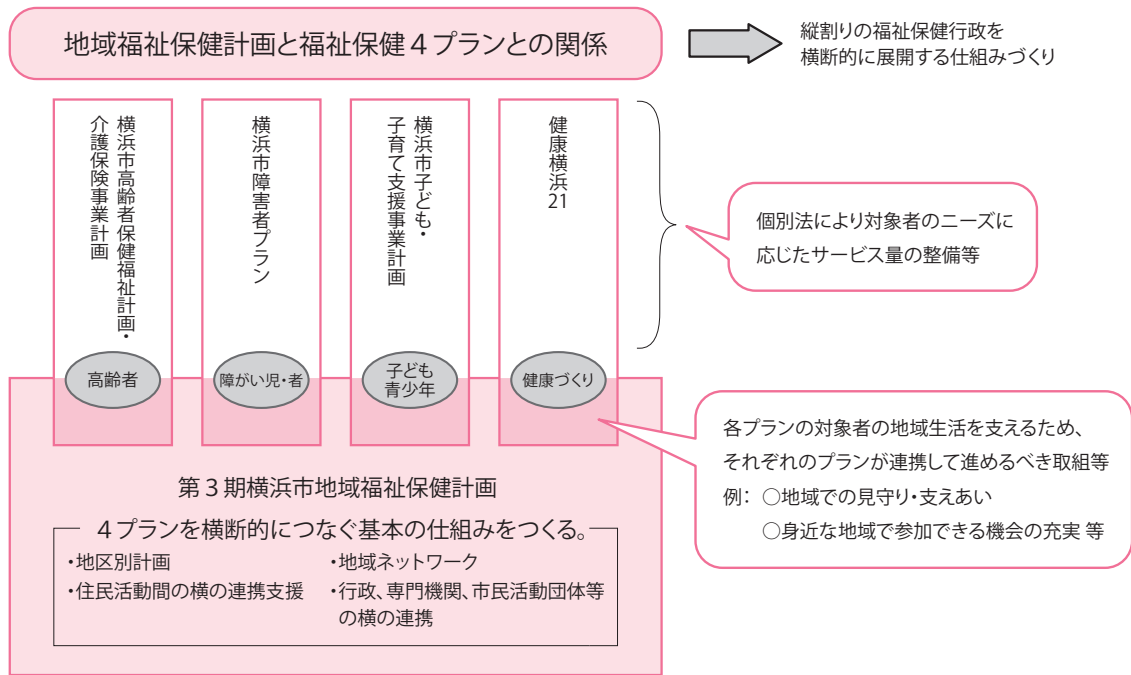 地域福祉保健計画と福祉保健４プランとの関係
縦割りの福祉保健行政を
横断的に展開する仕組みづくり
横浜市高齢者保健福祉計画・
介護保険事業計画
横浜市障害者プラン
横浜市子ども・
子育て支援事業計画
健康横浜21
個別法により対象者のニーズに
応じたサービス量の整備等
高齢者
障がい児・者
子ども
青少年
健康づくり
各プランの対象者の地域生活を支えるため、
それぞれのプランが連携して進めるべき取組等
例： ○地域での見守り・支えあい
○身近な地域で参加できる機会の充実 等
第３期横浜市地域福祉保健計画
４プランを横断的につなぐ基本の仕組みをつくる。
・地区別計画
・住民活動間の横の連携支援
・地域ネットワーク
・行政、専門機関、市民活動団体等
の横の連携